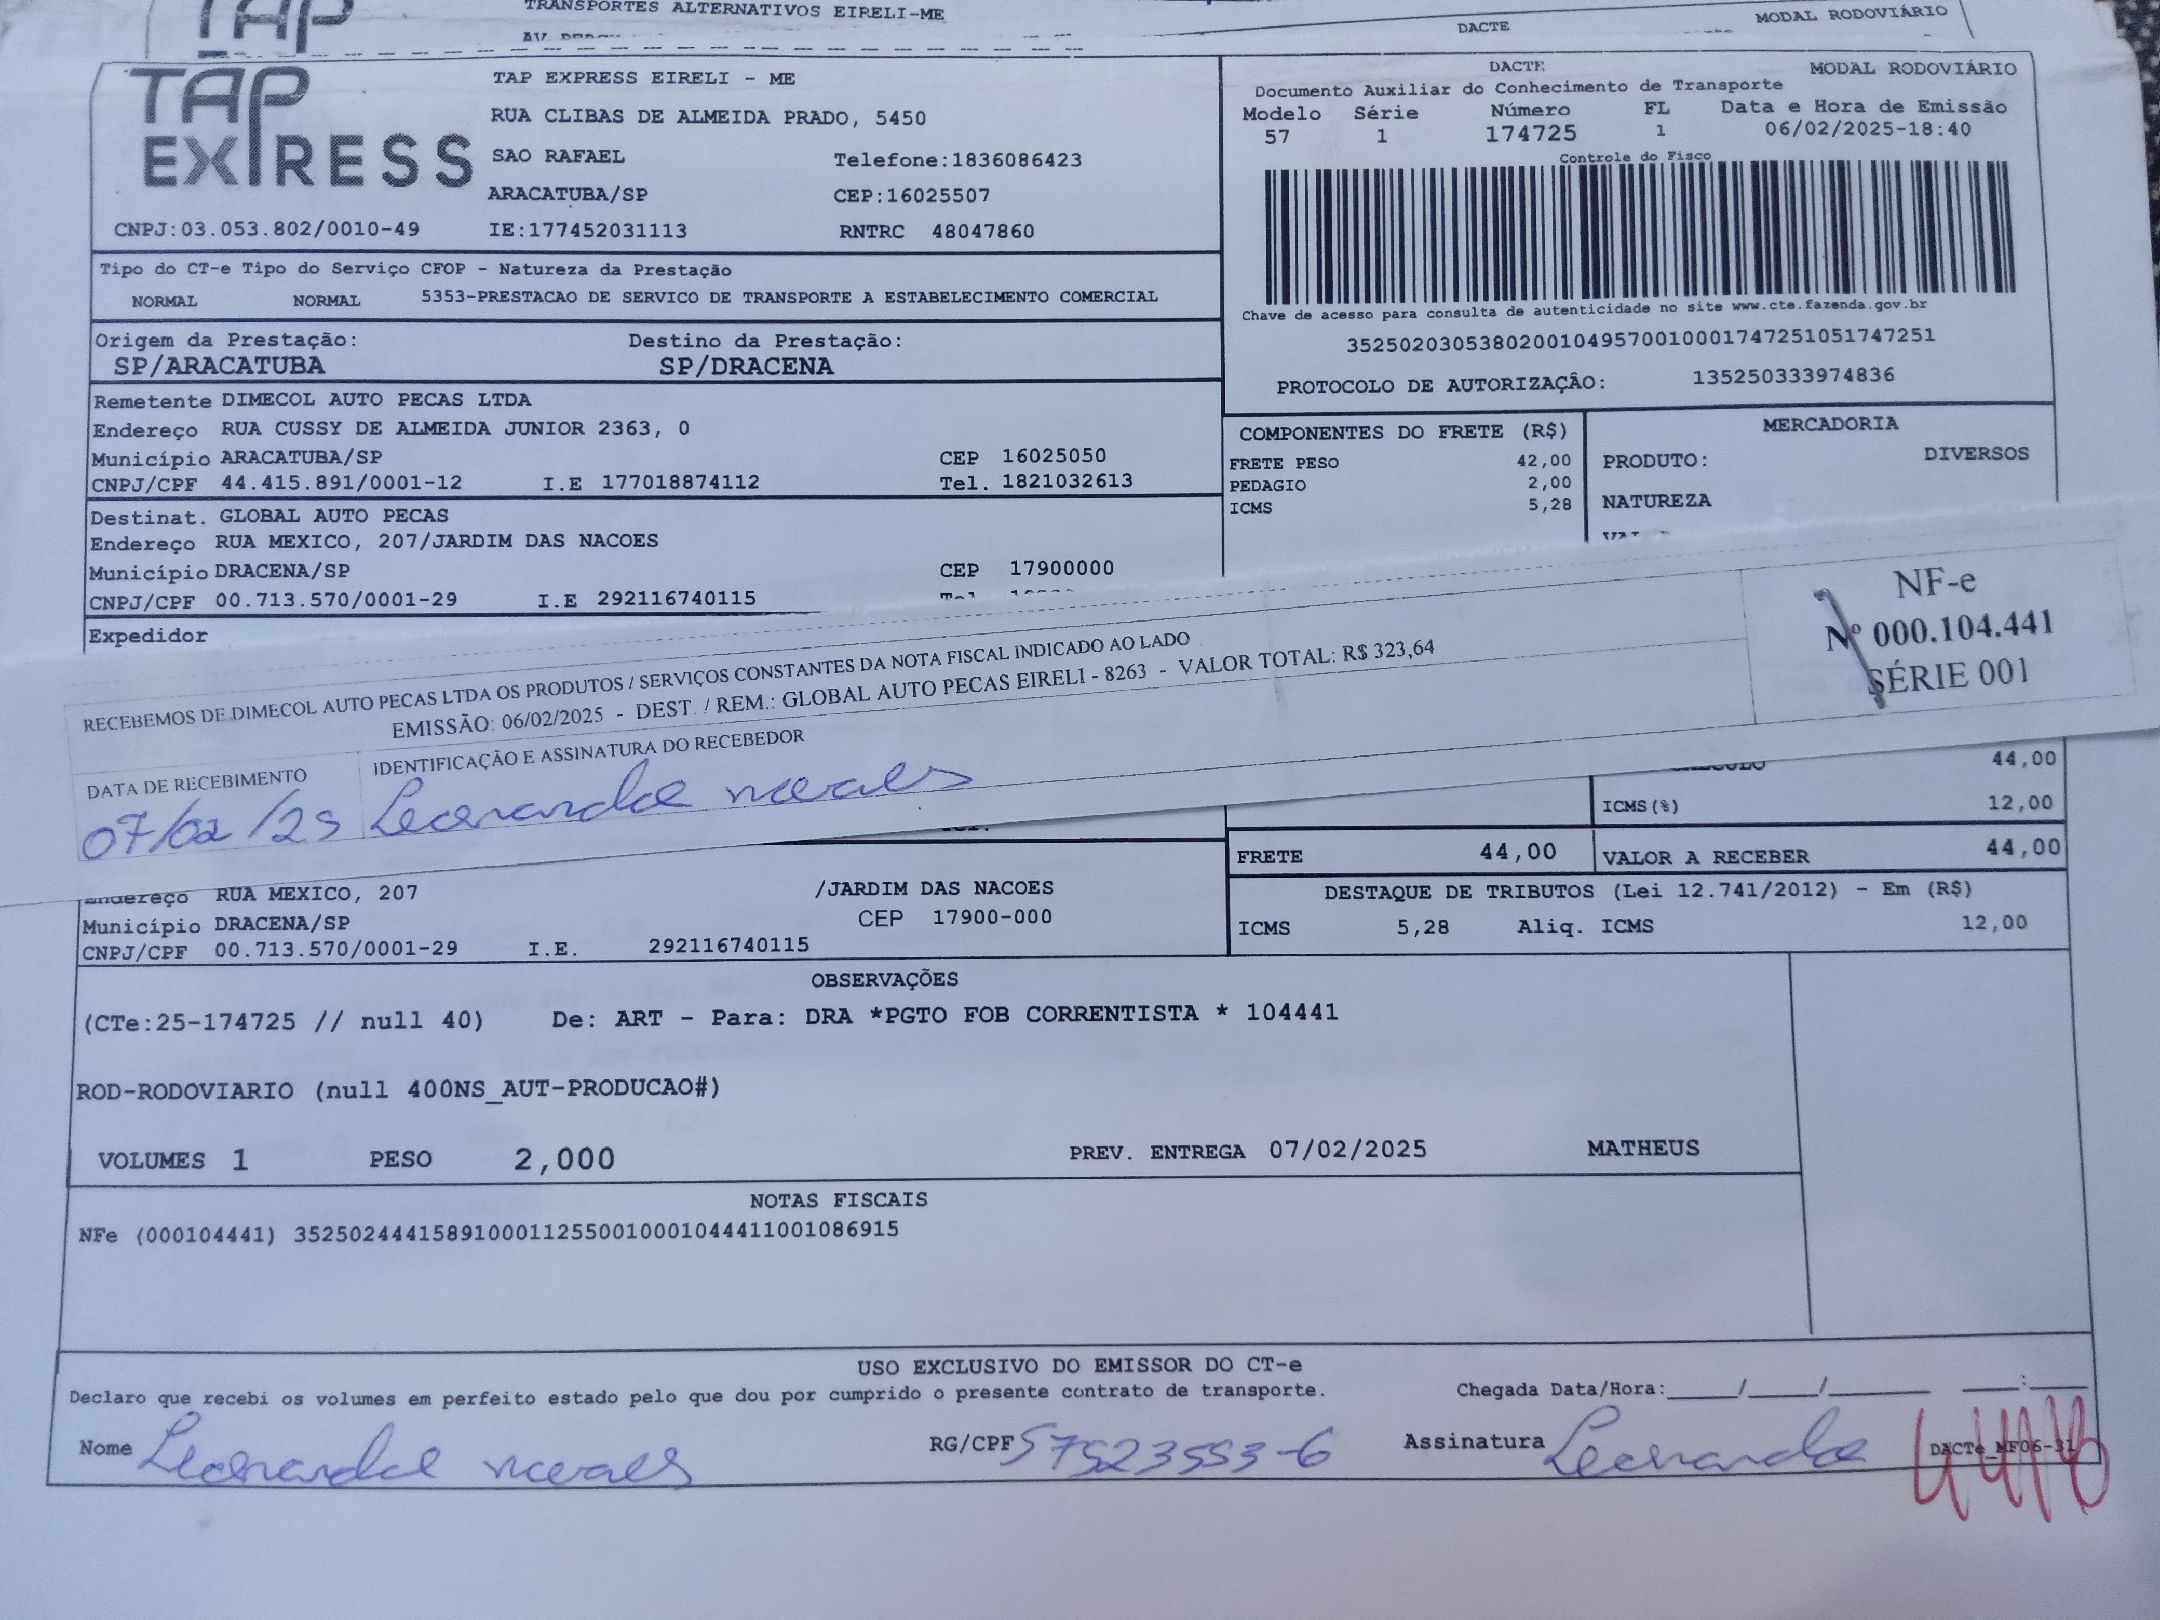 TAP
TRANSPORTES ALTERNATIVOS EIRELI-ME
DACTE
MODAL RODOVIÁRIO
TAP
EXPRESS
TAP EXPRESS EIRELI - ME
RUA CLIBAS DE ALMEIDA PRADO, 5450
SAO RAFAEL Telefone:1836086423
ARACATUBA/SP CEP:16025507
CNPJ:03.053.802/0010-49 IE:177452031113 RNTRC 48047860
DACTE MODAL RODOVIÁRIO
Documento Auxiliar do Conhecimento de Transporte
Modelo Série Número FL Data e Hora de Emissão
57 1 174725 1 06/02/2025-18:40
Controle do Fisco
Chave de acesso para consulta de autenticidade no site www.cte.fazenda.gov.br
35250203053802001049570010001747251051747251
PROTOCOLO DE AUTORIZAÇÃO: 135250333974836
Tipo do CT-e Tipo do Serviço CFOP - Natureza da Prestação
NORMAL NORMAL 5353-PRESTACAO DE SERVICO DE TRANSPORTE A ESTABELECIMENTO COMERCIAL
Origem da Prestação: Destino da Prestação:
SP/ARACATUBA SP/DRACENA
Remetente DIMECOL AUTO PECAS LTDA
Endereço RUA CUSSY DE ALMEIDA JUNIOR 2363, 0
Município ARACATUBA/SP CEP 16025050
CNPJ/CPF 44.415.891/0001-12 I.E 177018874112 Tel. 1821032613
Destinat. GLOBAL AUTO PECAS
Endereço RUA MEXICO, 207/JARDIM DAS NACOES
Município DRACENA/SP CEP 17900000
CNPJ/CPF 00.713.570/0001-29 I.E 292116740115
Expedidor
COMPONENTES DO FRETE (R$)
FRETE PESO 42,00
PEDAGIO 2,00
ICMS 5,28
MERCADORIA
PRODUTO: DIVERSOS
NATUREZA
RECEBEMOS DE DIMECOL AUTO PECAS LTDA OS PRODUTOS / SERVIÇOS CONSTANTES DA NOTA FISCAL INDICADO AO LADO
EMISSÃO: 06/02/2025 - DEST. / REM.: GLOBAL AUTO PECAS EIRELI - 8263 - VALOR TOTAL: R$ 323,64
DATA DE RECEBIMENTO IDENTIFICAÇÃO E ASSINATURA DO RECEBEDOR
07/02/25
NF-e
Nº 000.104.441
SÉRIE 001
44,00
ICMS(%) 12,00
FRETE 44,00 VALOR A RECEBER 44,00
DESTAQUE DE TRIBUTOS (Lei 12.741/2012) - Em (R$)
ICMS 5,28 Aliq. ICMS 12,00
Endereço RUA MEXICO, 207 /JARDIM DAS NACOES
Município DRACENA/SP CEP 17900-000
CNPJ/CPF 00.713.570/0001-29 I.E. 292116740115
OBSERVAÇÕES
(CTe:25-174725 // null 40) De: ART - Para: DRA *PGTO FOB CORRENTISTA * 104441
ROD-RODOVIARIO (null 400NS_AUT-PRODUCAO#)
VOLUMES 1 PESO 2,000 PREV. ENTREGA 07/02/2025 MATHEUS
NOTAS FISCAIS
NFe (000104441) 35250244415891000112550010001044411001086915
USO EXCLUSIVO DO EMISSOR DO CT-e
Declaro que recebi os volumes em perfeito estado pelo que dou por cumprido o presente contrato de transporte. Chegada Data/Hora:_____/_____/_______ ____:____
Nome RG/CPF 57523553-6 Assinatura DACTe_MF06-31